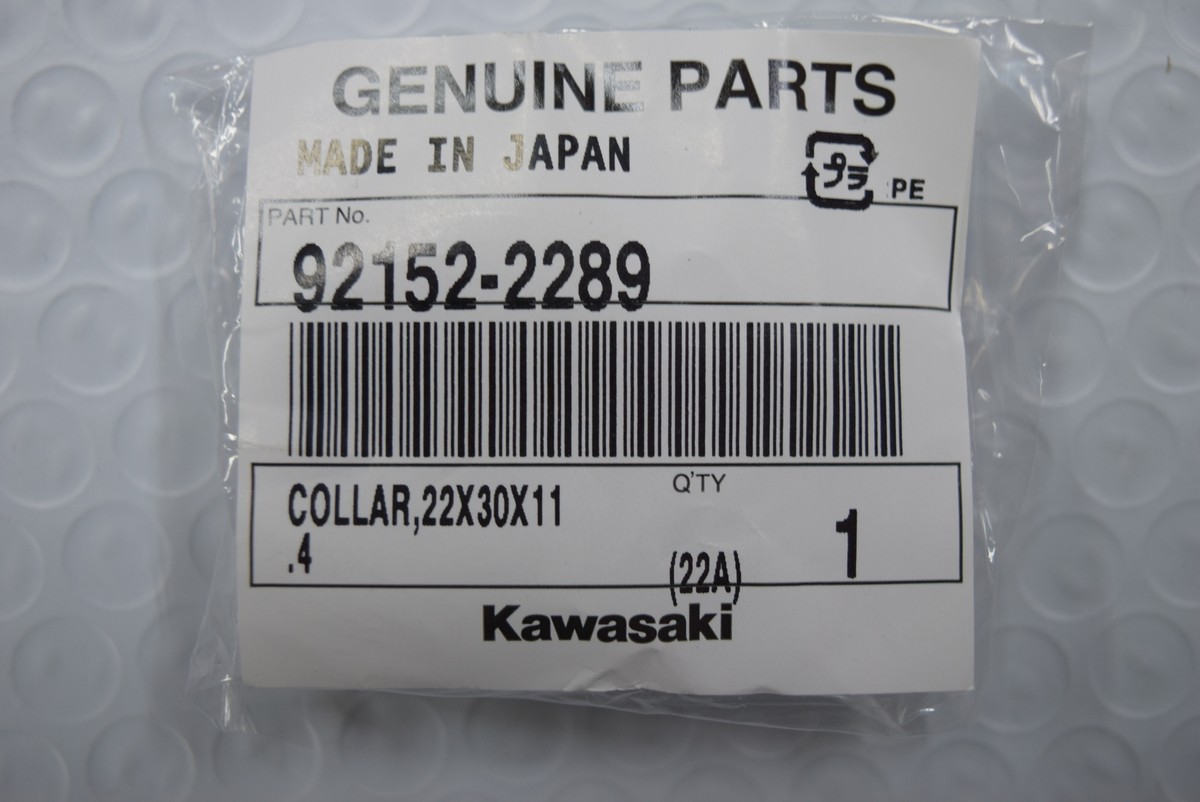 GENUINE PARTS
MADE IN JAPAN
プラ :PE
PART No.
92152-2289
COLLAR,22X30X11
.4
Q'TY
(22A)
1
Kawasaki